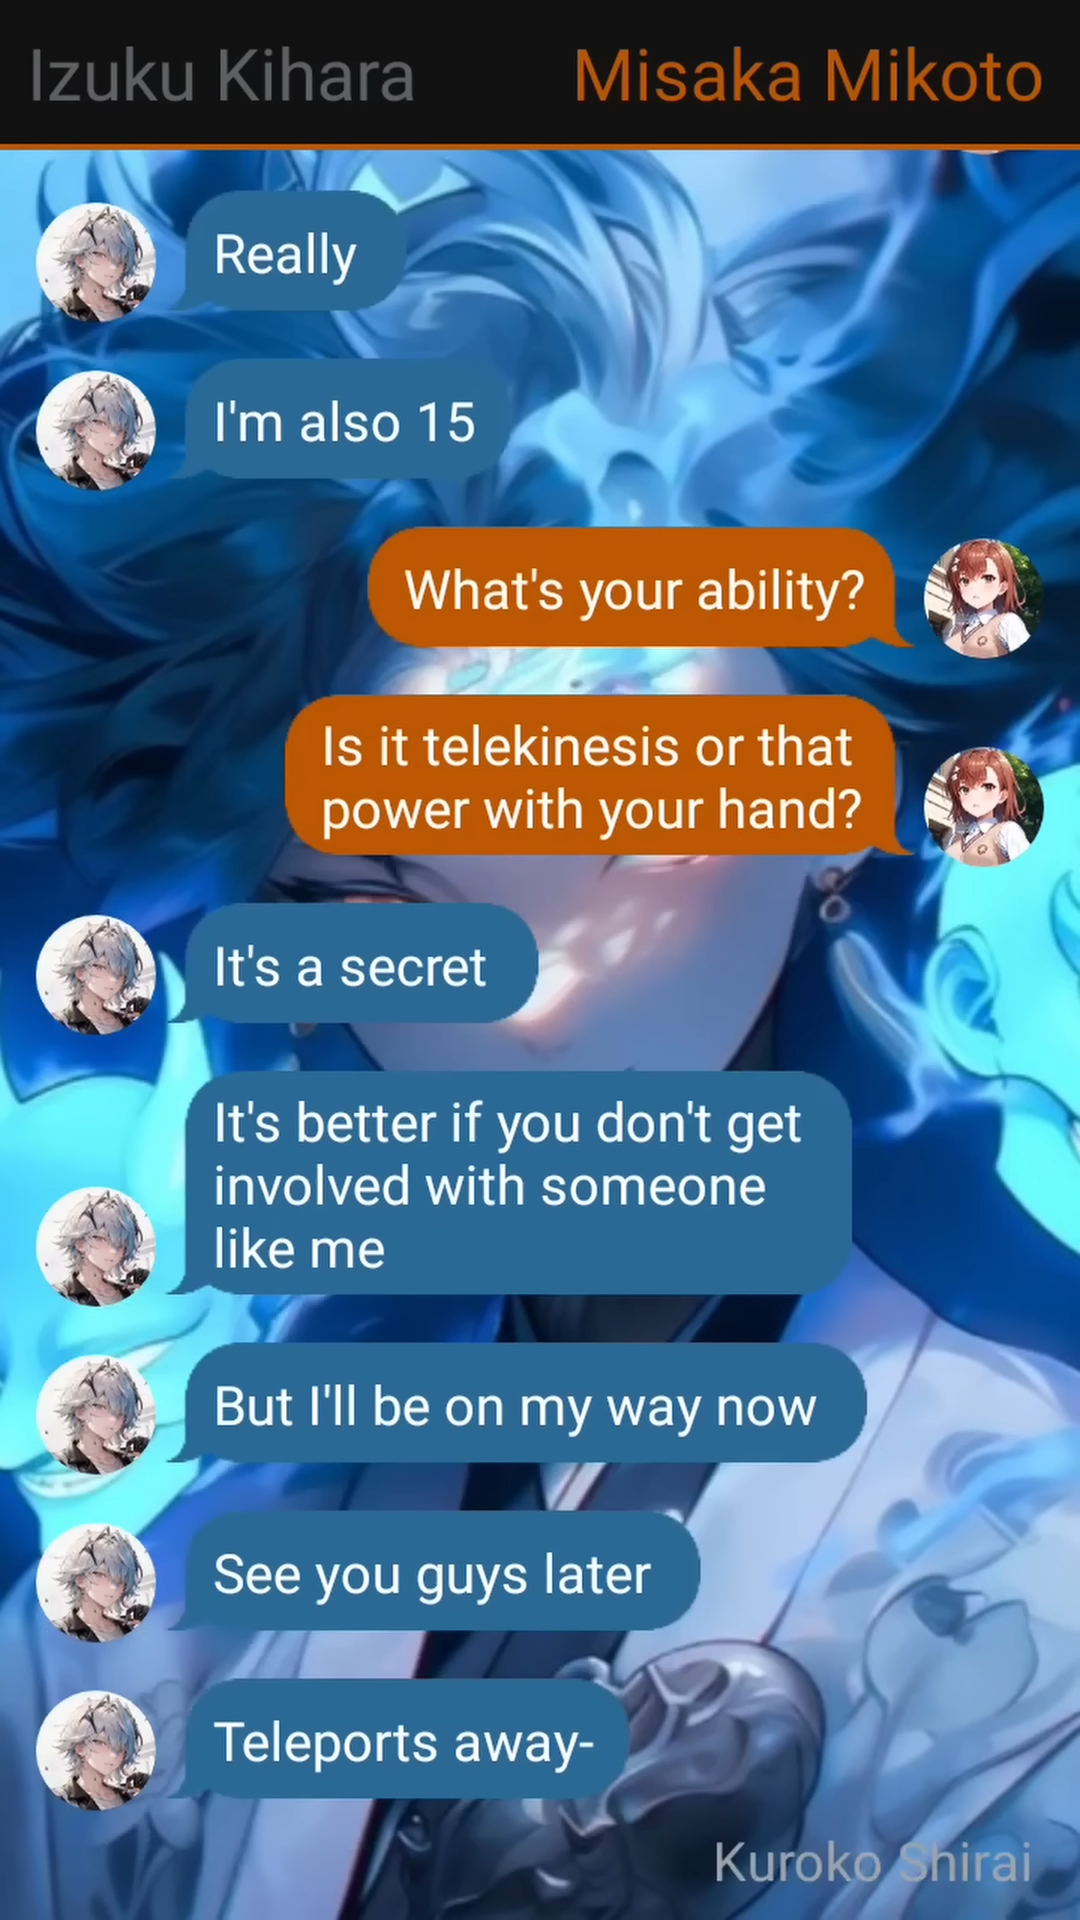 Izuku Kihara
Misaka Mikoto
Really
I'm also 15
What's your ability?
Is it telekinesis or that
power with your hand?
It's a secret
It's better if you don't get
involved with someone
like me
But I'll be on my way now
See you guys later
Teleports away-
Kuroko Shirai